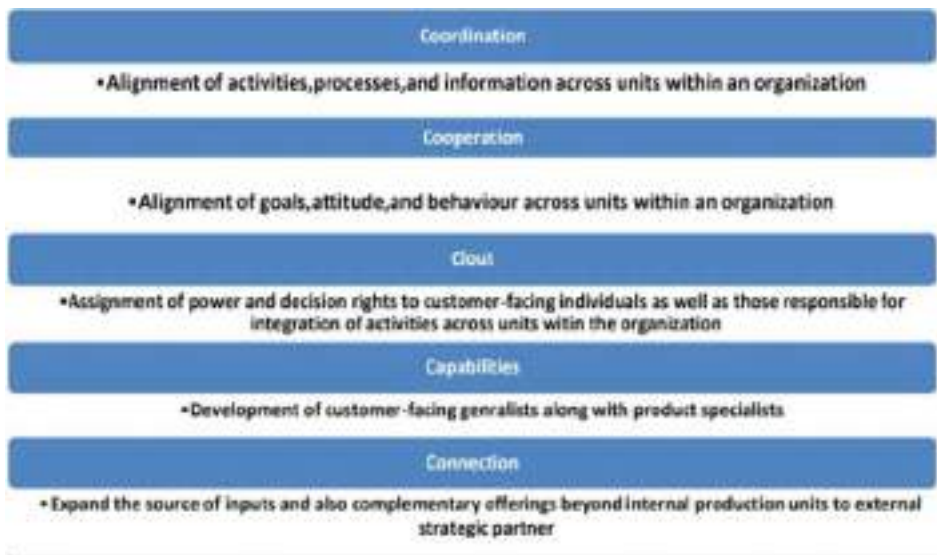 Coordination
•Alignment of activities,processes,and information across units within an organization
Cooperation
•Alignment of goals,attitude,and behaviour across units within an organization
Clout
•Assignment of power and decision rights to customer-facing individuals as well as those responsible for
integration of activities across units witin the organization
Capabilities
•Development of customer-facing genralists along with product specialists
Connection
•Expand the source of inputs and also complementary offerings beyond internal production units to external
strategic partner